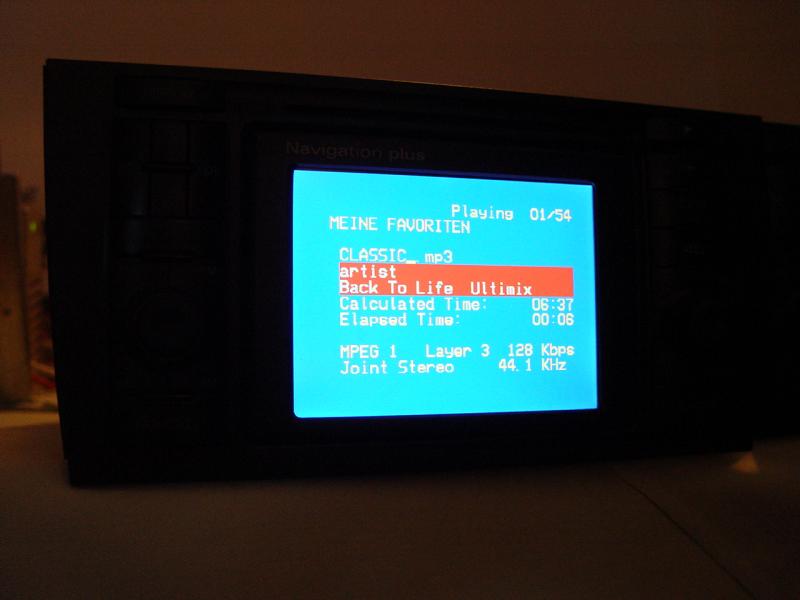 Navigation plus
Playing 01/54
MEINE FAVORITEN
CLASSIC_ mp3
artist
Back To Life Ultimix
Calculated Time: 06:37
Elapsed Time: 00:06
MPEG 1 Layer 3 128 Kbps
Joint Stereo 44.1 KHz